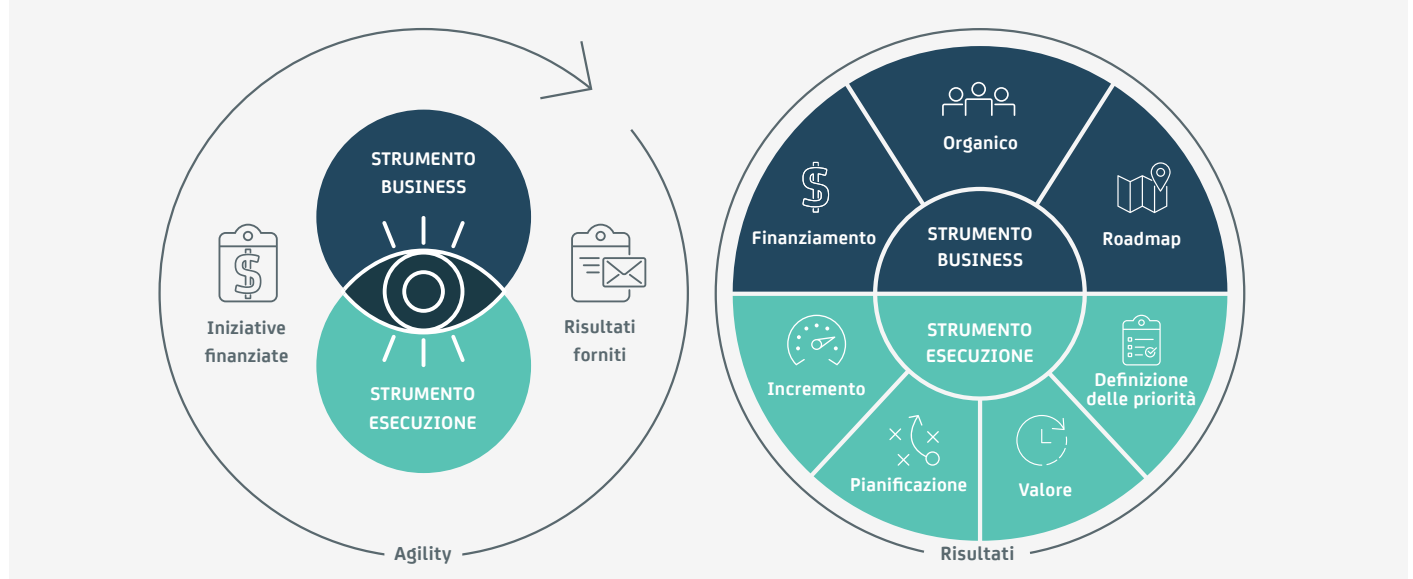 STRUMENTO
BUSINESS
Iniziative
finanziate
Risultati
forniti
STRUMENTO
ESECUZIONE
Agility
Organico
Finanziamento
Roadmap
STRUMENTO
BUSINESS
STRUMENTO
ESECUZIONE
Incremento
Definizione
delle priorità
Pianificazione
Valore
Risultati